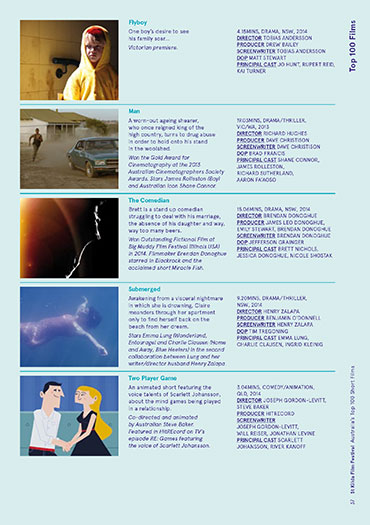 Top 100 Films
Flyboy
One boy's desire to see
his family soar...
Victorian premiere.
4.15MINS, DRAMA, NSW, 2014
DIRECTOR TOBIAS ANDERSSON
PRODUCER DREW BAILEY
SCREENWRITER TOBIAS ANDERSSON
DOP MATT STEWART
PRINCIPAL CAST JO HUNT, RUPERT REID,
KAI TURNER
Man
A worn-out ageing shearer,
who once reigned king of the
high country, turns to drug abuse
in order to hold onto his stand
in the woolshed.
Won the Gold Award for
Cinematography at the 2013
Australian Cinematographers Society
Awards. Stars James Rolleston (Boy)
and Australian icon Shane Connor.
DRAMA/THRILLER,
VIC/WA, 2013
DIRECTOR RICHARD HUGHES
PRODUCER DAVE CHRISTISON
SCREENWRITER DAVE CHRISTISON
DOP BRAD FRANCIS
PRINCIPAL CAST SHANE CONNOR,
JAMES ROLLESTON,
RICHARD SUTHERLAND,
AARON FA'AOSO
The Comedian
Brett is a stand up comedian
struggling to deal with his marriage,
the absence of his daughter and way,
way too many beers.
Won Outstanding Fictional Film at
Big Muddy Film Festival Illinois (USA)
in 2014. Filmmaker Brendan Donoghue
starred in Blackrock and the
acclaimed short Miracle Fish.
15.06MINS, DRAMA, NSW, 2014
DIRECTOR BRENDAN DONOGHUE
PRODUCER JAMES LEO DONOGHUE,
EMILY STEWART, BRENDAN DONOGHUE
SCREENWRITER BRENDAN DONOGHUE
DOP JEFFERSON GRAINGER
PRINCIPAL CAST BRETT NICHOLS,
JESSICA DONOGHUE, NICOLE SHOSTAK
Submerged
Awakening from a visceral nightmare
in which she is drowning, Claire
meanders through her apartment
only to find herself back on the
beach from her dream.
Stars Emma Lung (Wonderland,
Entourage) and Charlie Clausen (Home
and Away, Blue Heelers) in the second
collaboration between Lung and her
writer/director husband Henry Zalapa.
9.20MINS, DRAMA/THRILLER,
NSW, 2014
DIRECTOR HENRY ZALAPA
PRODUCER BENJAMIN O'DONNELL
SCREENWRITER HENRY ZALAPA
DOP TIM TREGONING
PRINCIPAL CAST EMMA LUNG,
CHARLIE CLAUSEN, INGRID KLEINIG
Two Player Game
An animated short featuring the
voice talents of Scarlett Johansson,
about the mind games being played
in a relationship.
Co-directed and animated
by Australian Steve Baker.
Featured in HitRECord on TV's
episode RE: Games featuring
the voice of Scarlett Johansson.
3.04MINS, COMEDY/ANIMATION,
QLD, 2014
DIRECTOR JOSEPH GORDON-LEVITT,
STEVE BAKER
PRODUCER HITRECORD
SCREENWRITER
JOSEPH GORDON-LEVITT,
WILL REISER, JONATHAN LEVINE
PRINCIPAL CAST SCARLETT
JOHANSSON, RIVER KANOFF
St Kilda Film Festival Australia's Top 100 Short Films